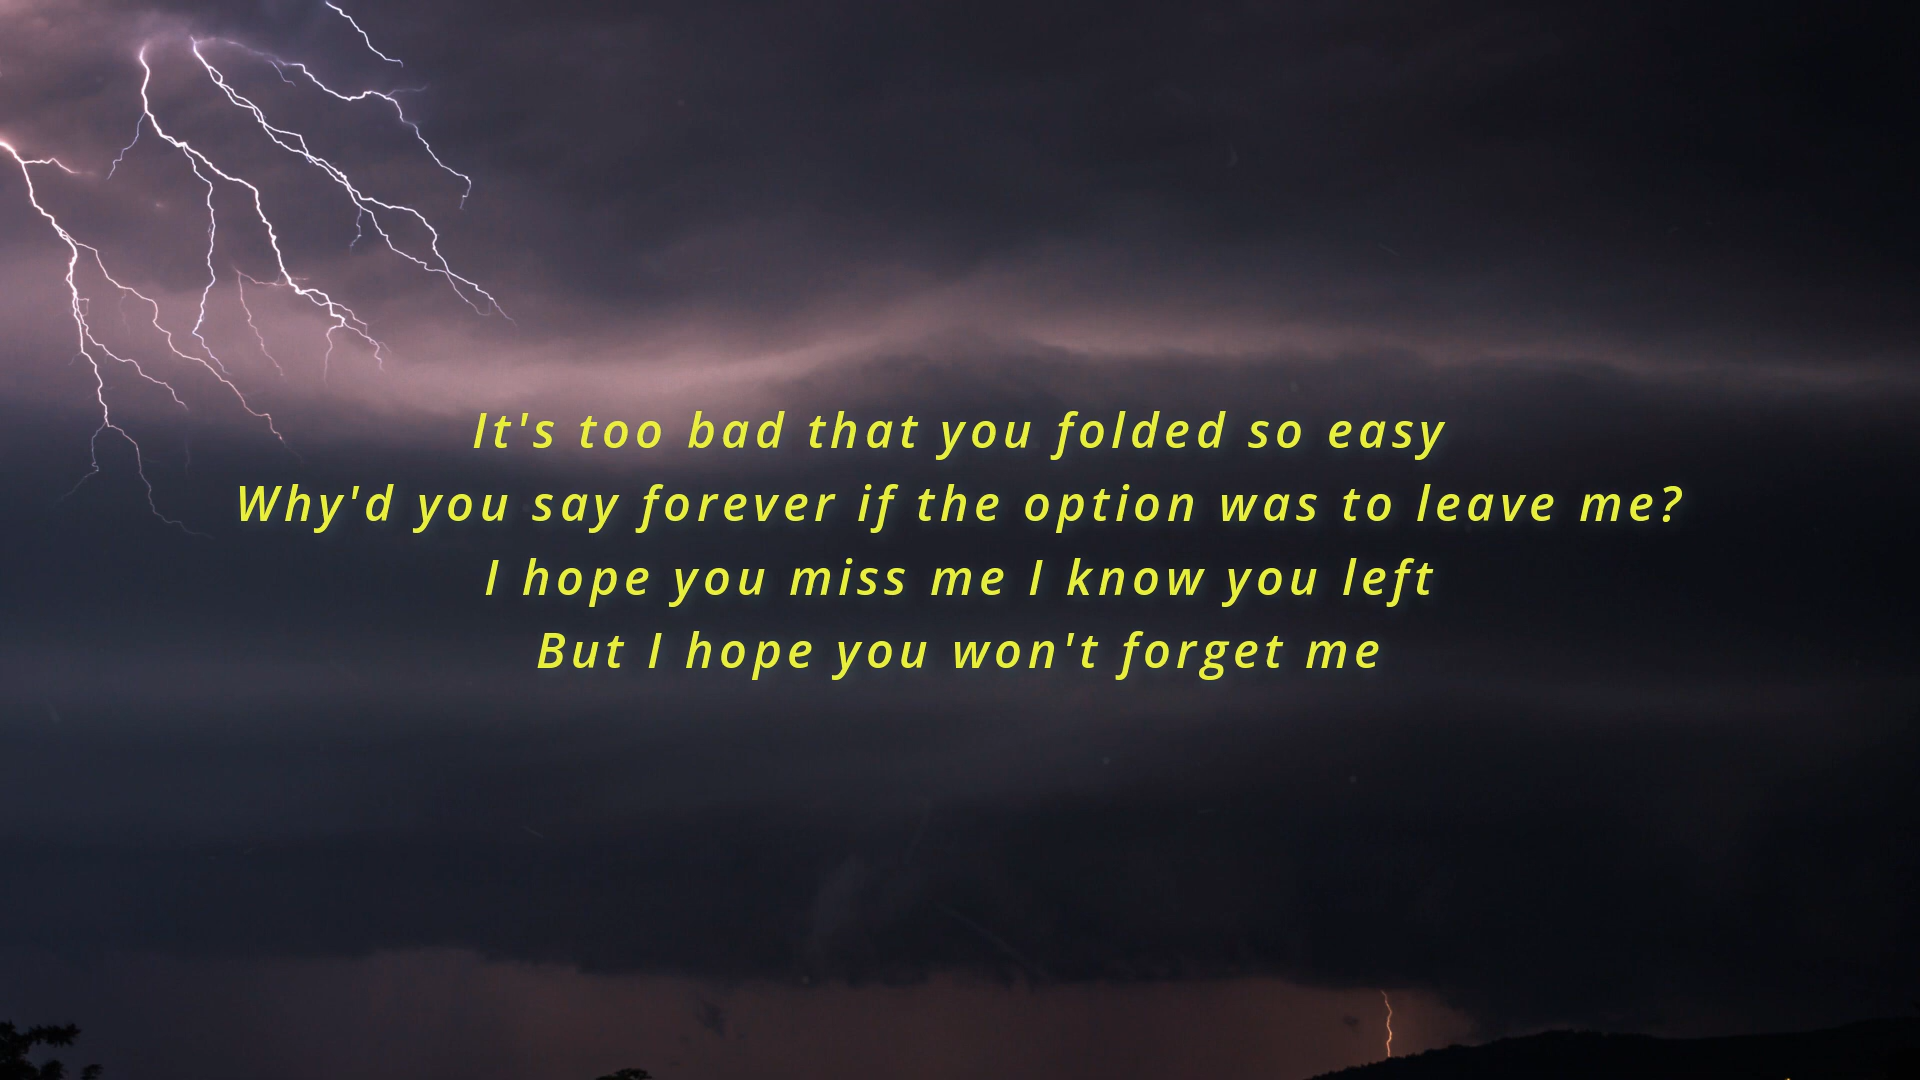 It's too bad that you folded so easy
Why'd you say forever if the option was to leave me?
I hope you miss me I know you left
But I hope you won't forget me